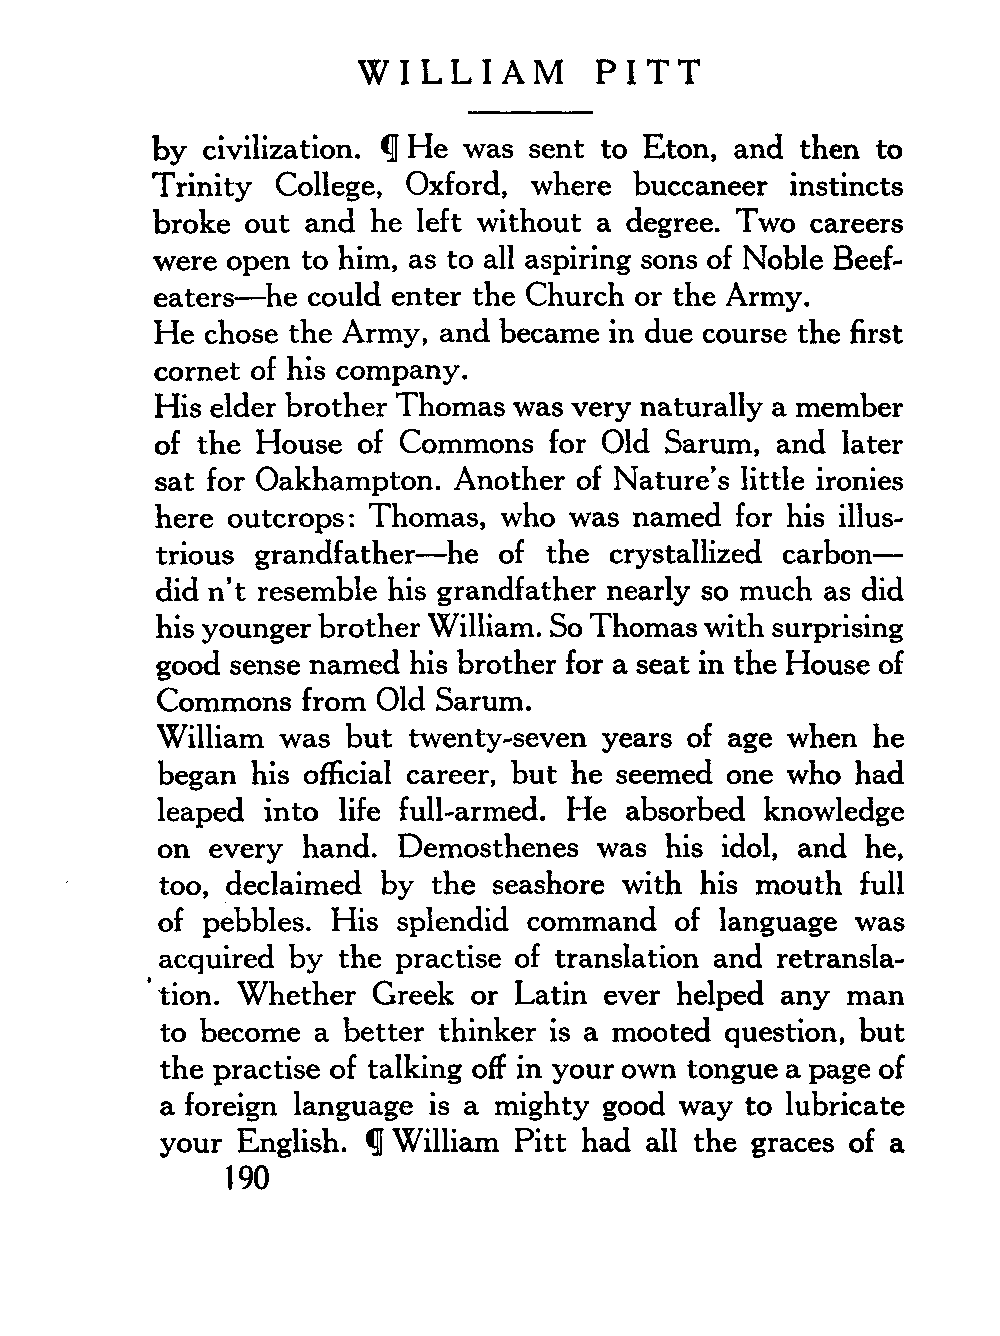 WILLIAM PITT
by civilization. ¶ He was sent to Eton, and then to
Trinity College, Oxford, where buccaneer instincts
broke out and he left without a degree. Two careers
were open to him, as to all aspiring sons of Noble Beef-
eaters—he could enter the Church or the Army.
He chose the Army, and became in due course the first
cornet of his company.
His elder brother Thomas was very naturally a member
of the House of Commons for Old Sarum, and later
sat for Oakhampton. Another of Nature's little ironies
here outcrops: Thomas, who was named for his illus-
trious grandfather—he of the crystallized carbon—
did n't resemble his grandfather nearly so much as did
his younger brother William. So Thomas with surprising
good sense named his brother for a seat in the House of
Commons from Old Sarum.
William was but twenty-seven years of age when he
began his official career, but he seemed one who had
leaped into life full-armed. He absorbed knowledge
on every hand. Demosthenes was his idol, and he,
too, declaimed by the seashore with his mouth full
of pebbles. His splendid command of language was
acquired by the practise of translation and retransla-
tion. Whether Greek or Latin ever helped any man
to become a better thinker is a mooted question, but
the practise of talking off in your own tongue a page of
a foreign language is a mighty good way to lubricate
your English. ¶ William Pitt had all the graces of a
190